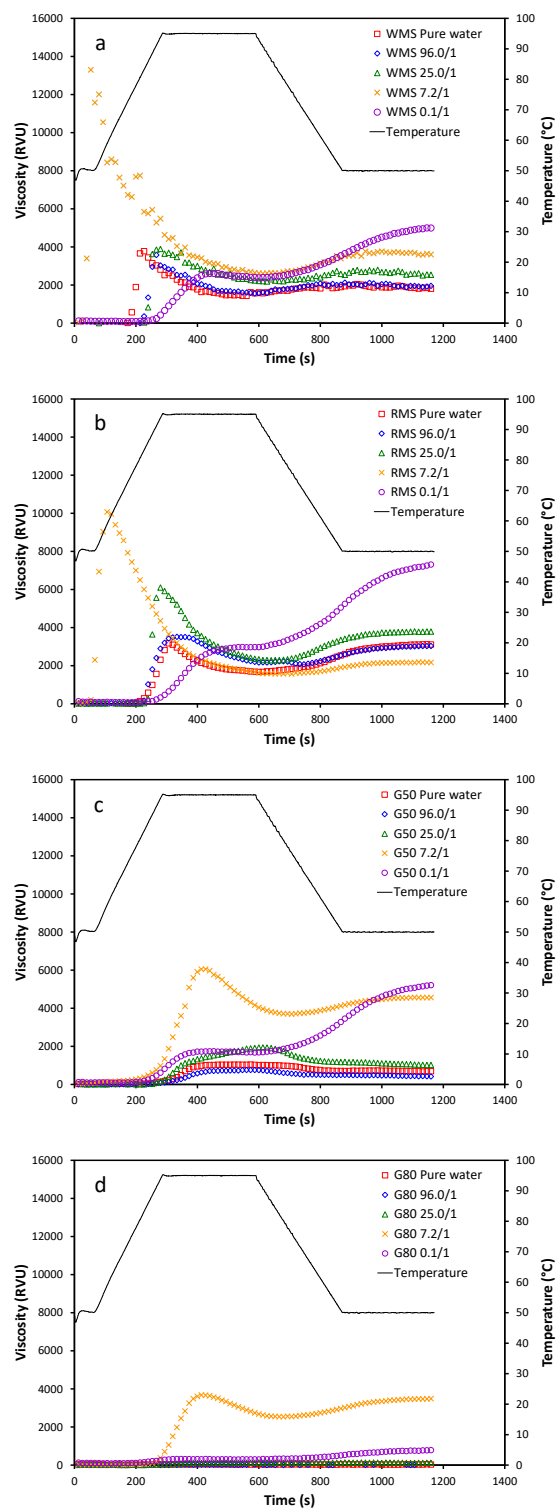 a
WMS Pure water
WMS 96.0/1
WMS 25.0/1
WMS 7.2/1
WMS 0.1/1
Temperature
Viscosity (RVU)
16000
14000
12000
10000
8000
6000
4000
2000
0
0 200 400 600 800 1000 1200 1400
Time (s)
100
90
80
70
60
50
40
30
20
10
0
Temperature (°C)
b
RMS Pure water
RMS 96.0/1
RMS 25.0/1
RMS 7.2/1
RMS 0.1/1
Temperature
Viscosity (RVU)
16000
14000
12000
10000
8000
6000
4000
2000
0
0 200 400 600 800 1000 1200 1400
Time (s)
100
90
80
70
60
50
40
30
20
10
0
Temperature (°C)
c
G50 Pure water
G50 96.0/1
G50 25.0/1
G50 7.2/1
G50 0.1/1
Temperature
Viscosity (RVU)
16000
14000
12000
10000
8000
6000
4000
2000
0
0 200 400 600 800 1000 1200 1400
Time (s)
100
90
80
70
60
50
40
30
20
10
0
Temperature (°C)
d
G80 Pure water
G80 96.0/1
G80 25.0/1
G80 7.2/1
G80 0.1/1
Temperature
Viscosity (RVU)
16000
14000
12000
10000
8000
6000
4000
2000
0
0 200 400 600 800 1000 1200 1400
Time (s)
100
90
80
70
60
50
40
30
20
10
0
Temperature (°C)